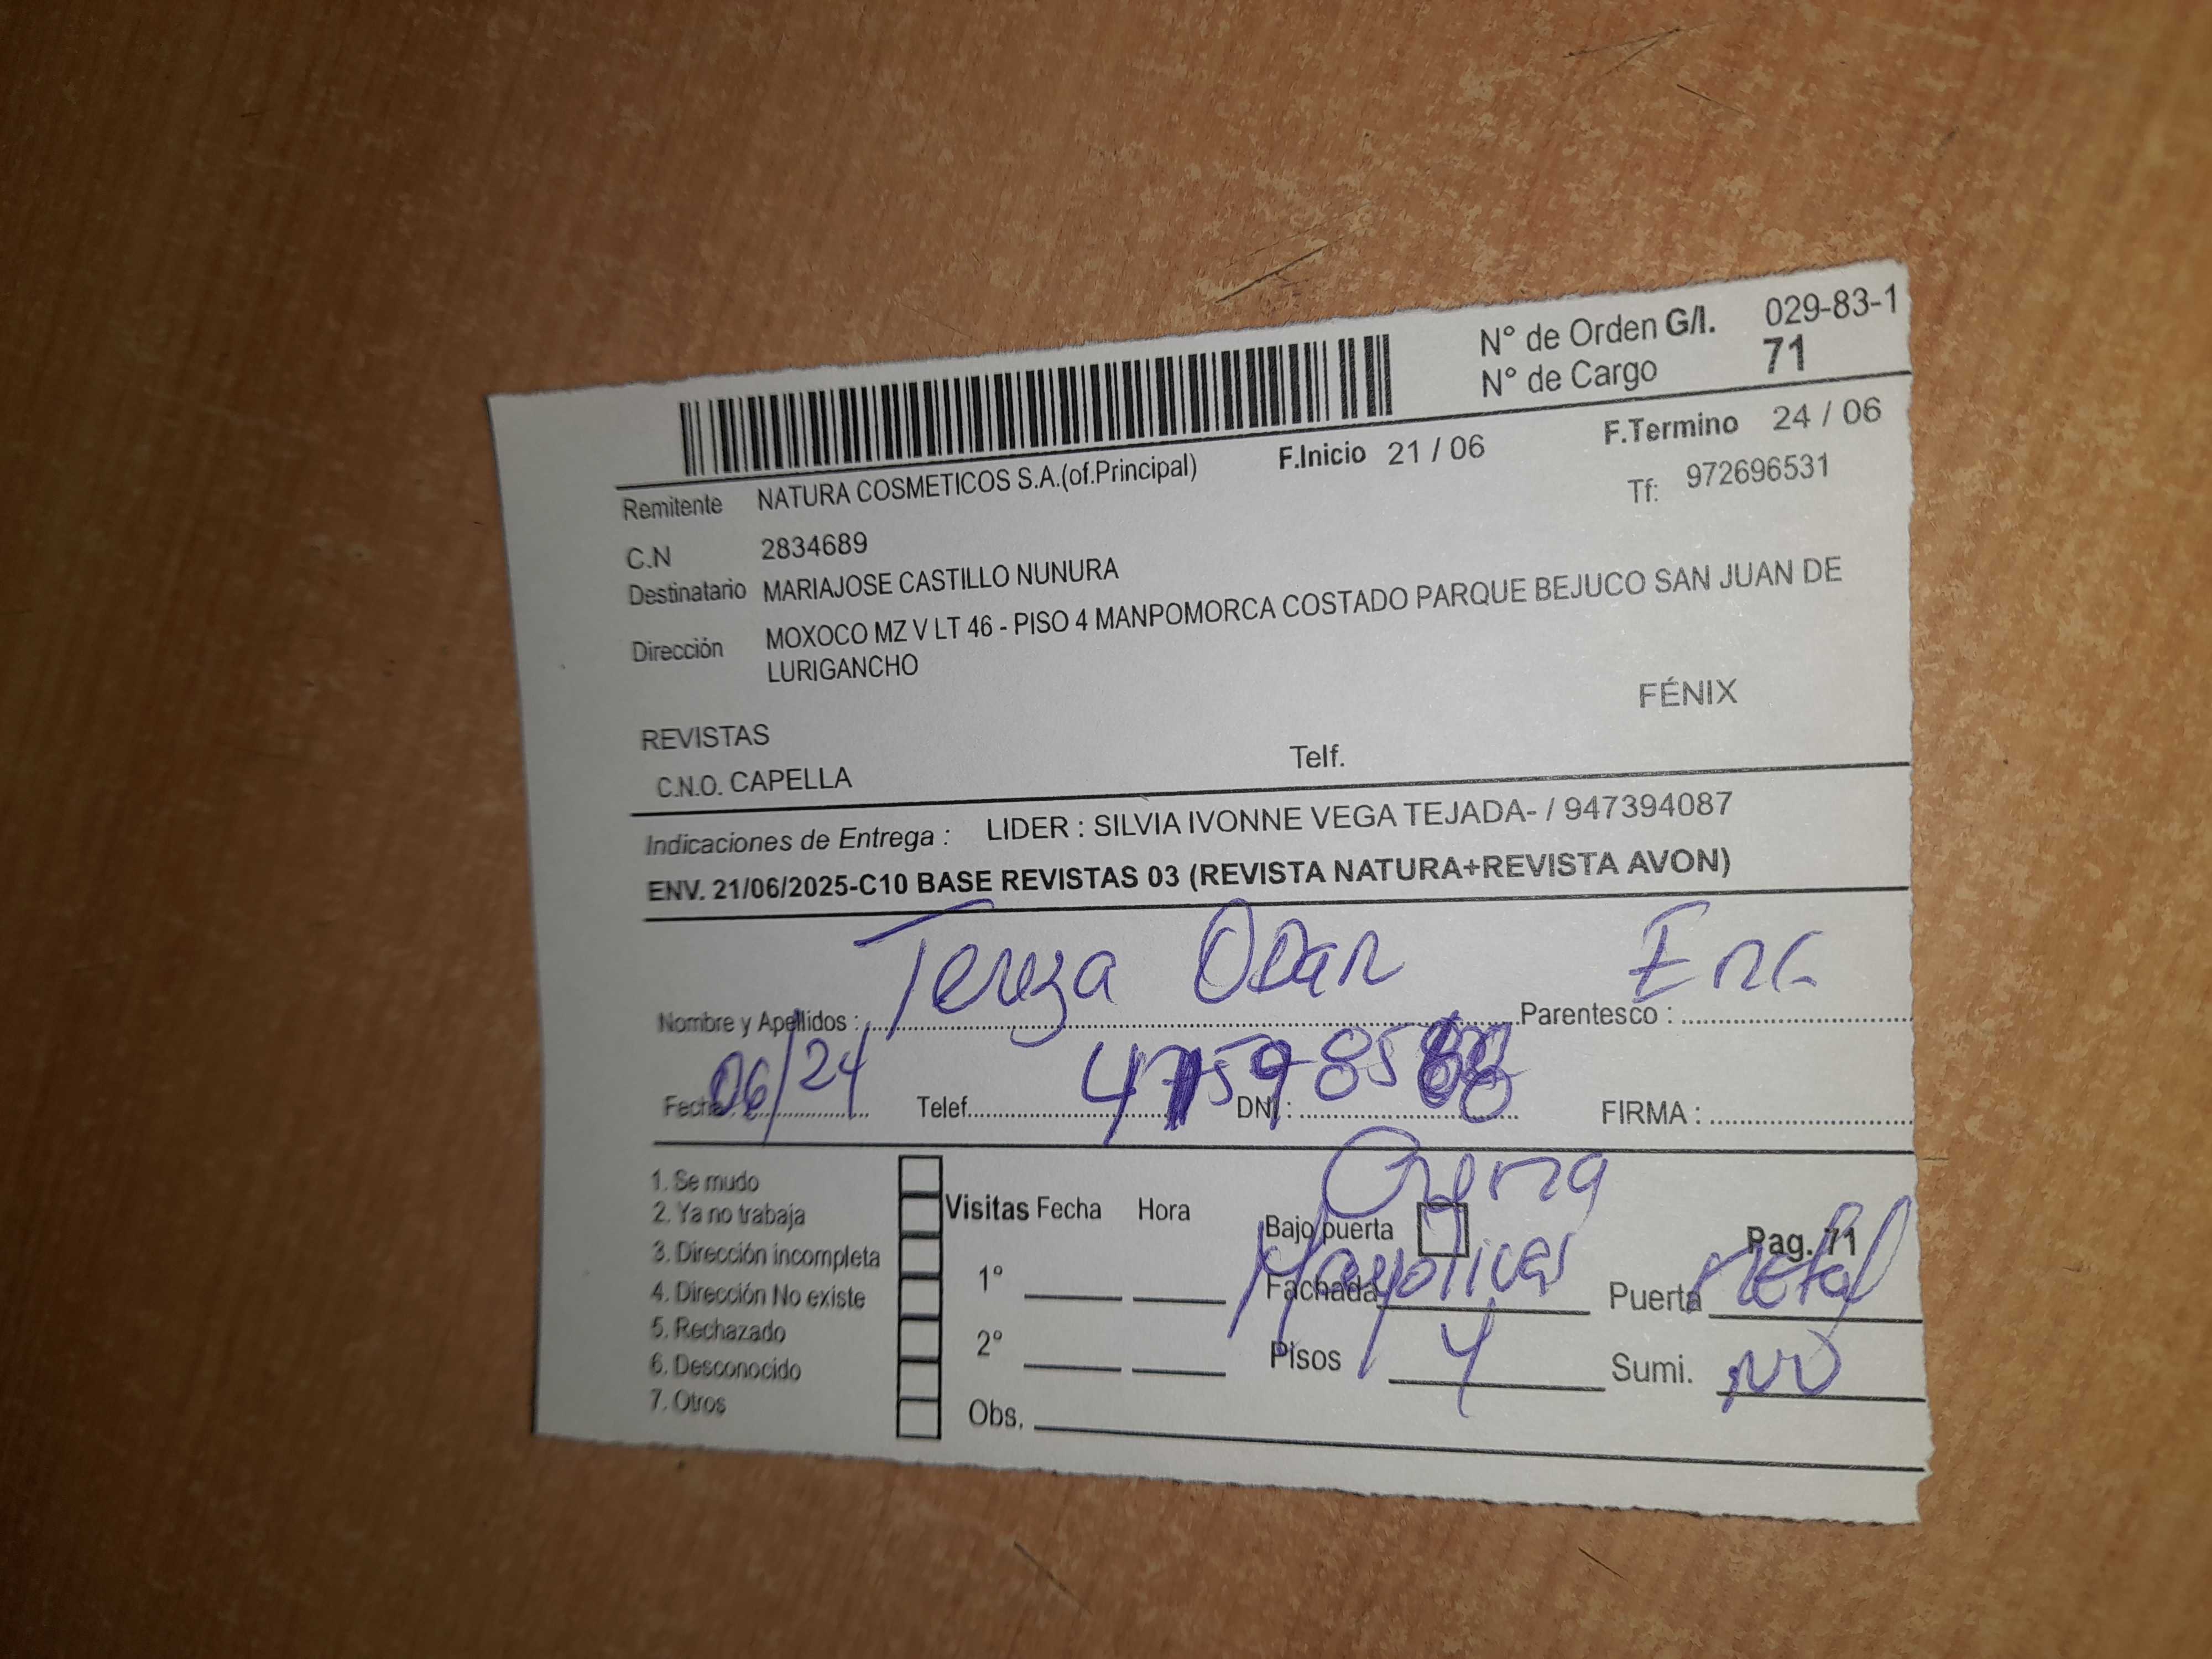 N° de Orden G/I. 029-83-1
N° de Cargo 71
F.Inicio 21 / 06 F.Termino 24 / 06
Remitente NATURA COSMETICOS S.A.(of.Principal) Tf: 972696531
C.N 2834689
Destinatario MARIAJOSE CASTILLO NUNURA
Dirección MOXOCO MZ V LT 46 - PISO 4 MANPOMORCA COSTADO PARQUE BEJUCO SAN JUAN DE
LURIGANCHO
FÉNIX
REVISTAS
C.N.O. CAPELLA Telf.
Indicaciones de Entrega : LIDER : SILVIA IVONNE VEGA TEJADA- / 947394087
ENV. 21/06/2025-C10 BASE REVISTAS 03 (REVISTA NATURA+REVISTA AVON)
Nombre y Apellidos : Tereza Odar Parentesco : Enc
Fecha : 06/24 Telef. DNI : FIRMA :
1. Se mudo
2. Ya no trabaja
3. Dirección incompleta
4. Dirección No existe
5. Rechazado
6. Desconocido
7. Otros
Visitas Fecha Hora
1°
2°
Obs.
Bajo puerta Pag. 71
Fachada Puerta Metal
Pisos 4 Sumi. NO